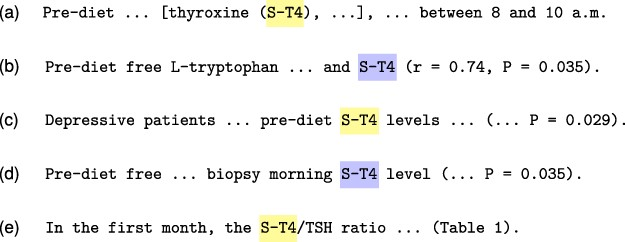 (a) Pre-diet ... [thyroxine (S-T4), ...], ... between 8 and 10 a.m.
(b) Pre-diet free L-tryptophan ... and S-T4 (r = 0.74, P = 0.035).
(c) Depressive patients ... pre-diet S-T4 levels ... (... P = 0.029).
(d) Pre-diet free ... biopsy morning S-T4 level (... P = 0.035).
(e) In the first month, the S-T4/TSH ratio ... (Table 1).